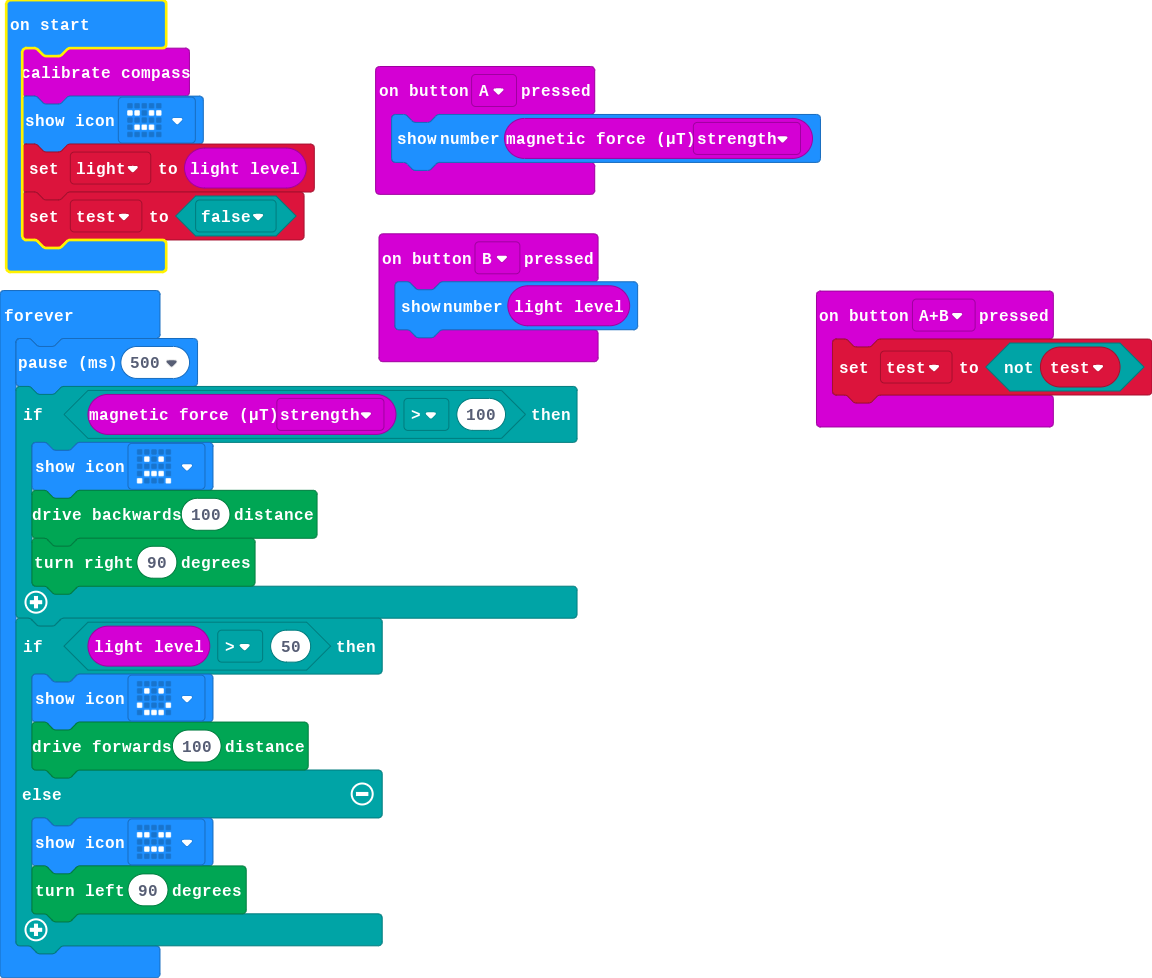 on start
calibrate compass
show icon
set light to light level
set test to false
forever
pause (ms) 500
if magnetic force (µT) strength > 100 then
show icon
drive backwards 100 distance
turn right 90 degrees
if light level > 50 then
show icon
drive forwards 100 distance
else
show icon
turn left 90 degrees
on button A pressed
show number magnetic force (µT) strength
on button B pressed
show number light level
on button A+B pressed
set test to not test